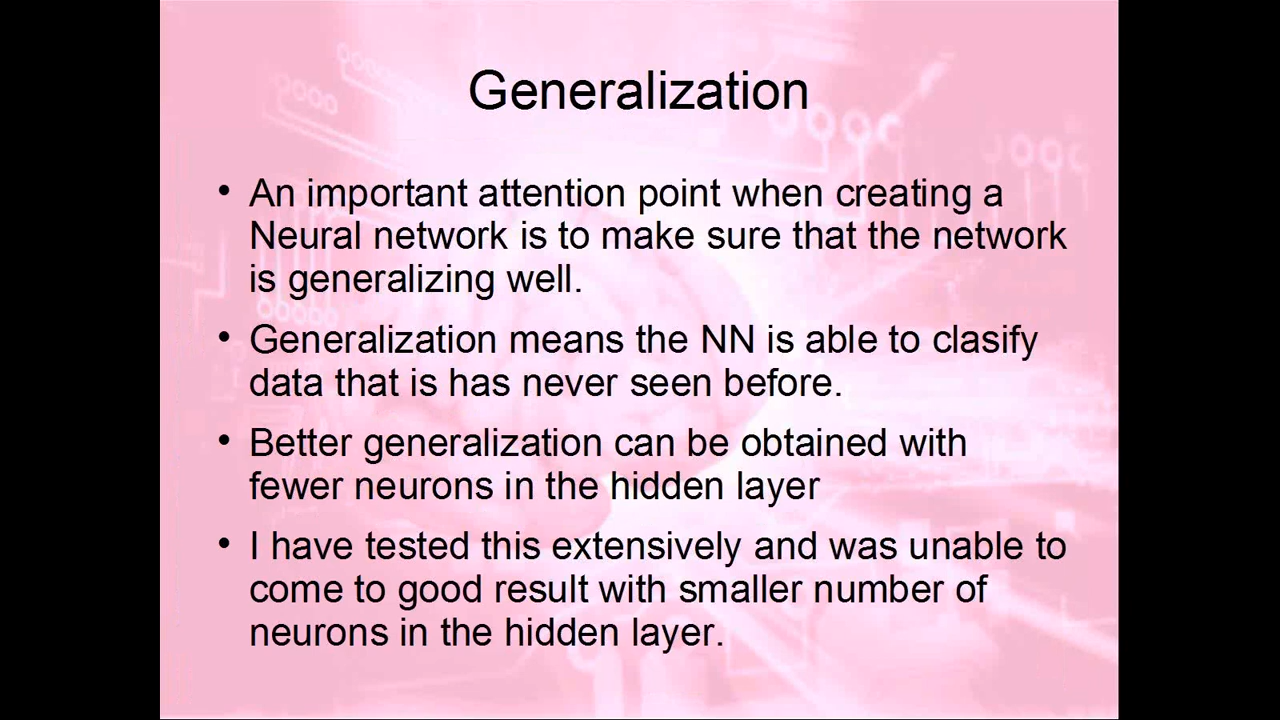 Generalization
• An important attention point when creating a
Neural network is to make sure that the network
is generalizing well.
• Generalization means the NN is able to clasify
data that is has never seen before.
• Better generalization can be obtained with
fewer neurons in the hidden layer
• I have tested this extensively and was unable to
come to good result with smaller number of
neurons in the hidden layer.